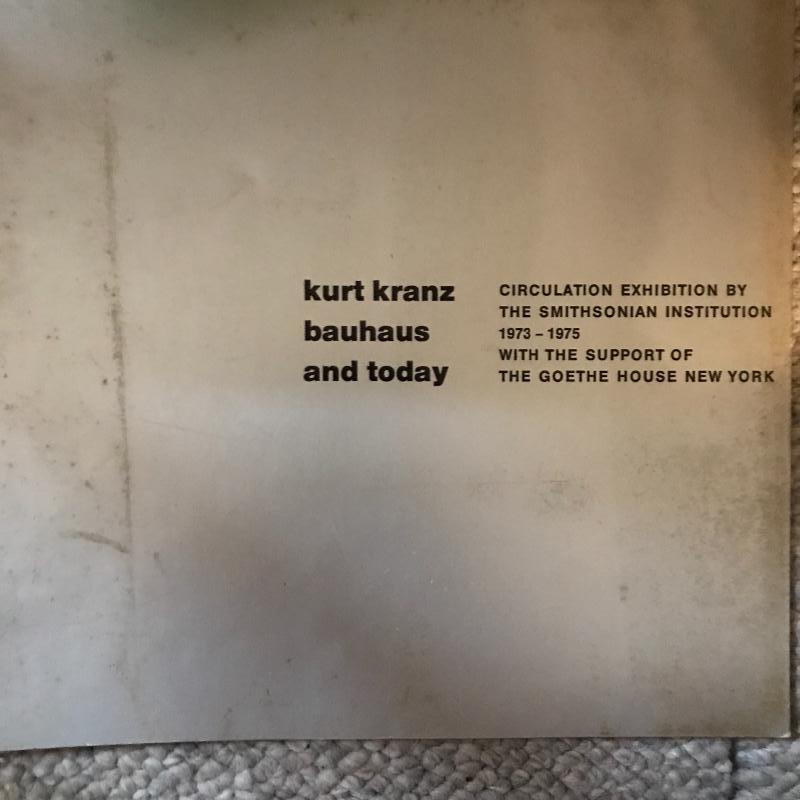 kurt kranz
bauhaus
and today
CIRCULATION EXHIBITION BY
THE SMITHSONIAN INSTITUTION
1973 – 1975
WITH THE SUPPORT OF
THE GOETHE HOUSE NEW YORK